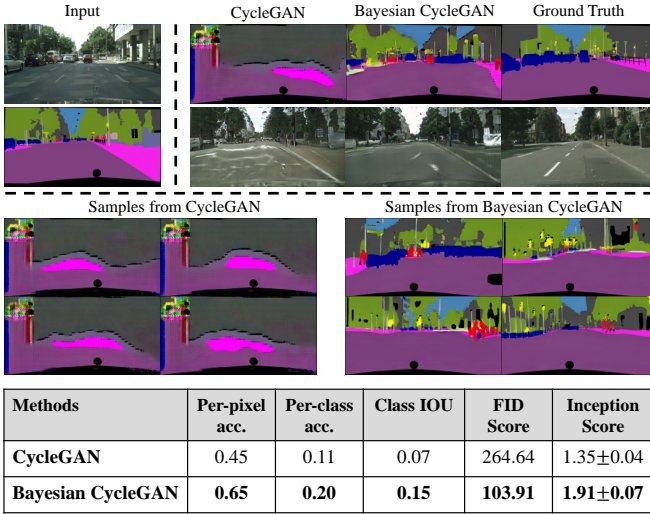 Input
CycleGAN
Bayesian CycleGAN
Ground Truth
Samples from CycleGAN
Samples from Bayesian CycleGAN
Methods Per-pixel acc. Per-class acc. Class IOU FID Score Inception Score
CycleGAN 0.45 0.11 0.07 264.64 1.35±0.04
Bayesian CycleGAN 0.65 0.20 0.15 103.91 1.91±0.07